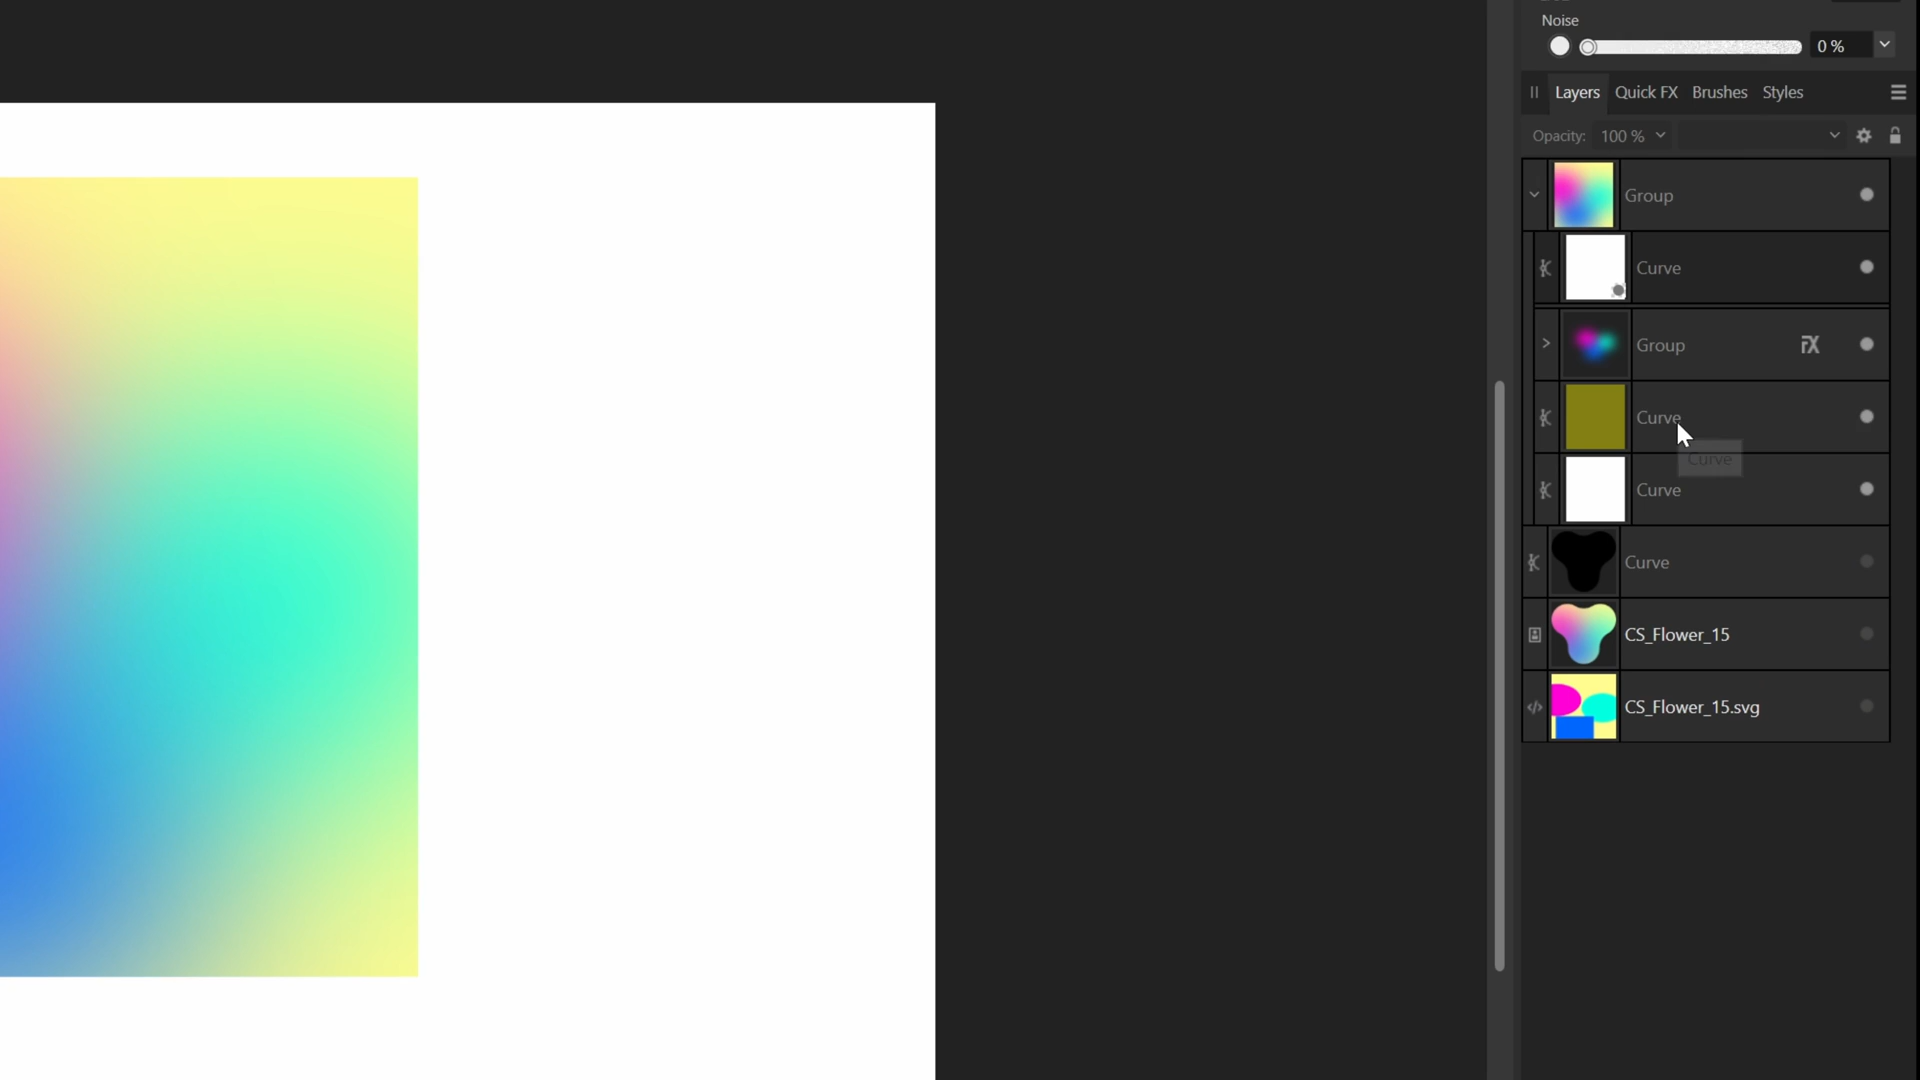 Noise
0 %
Layers Quick FX Brushes Styles
Opacity: 100 %
Group
Curve
Group FX
Curve
Curve
Curve
Curve
CS_Flower_15
CS_Flower_15.svg